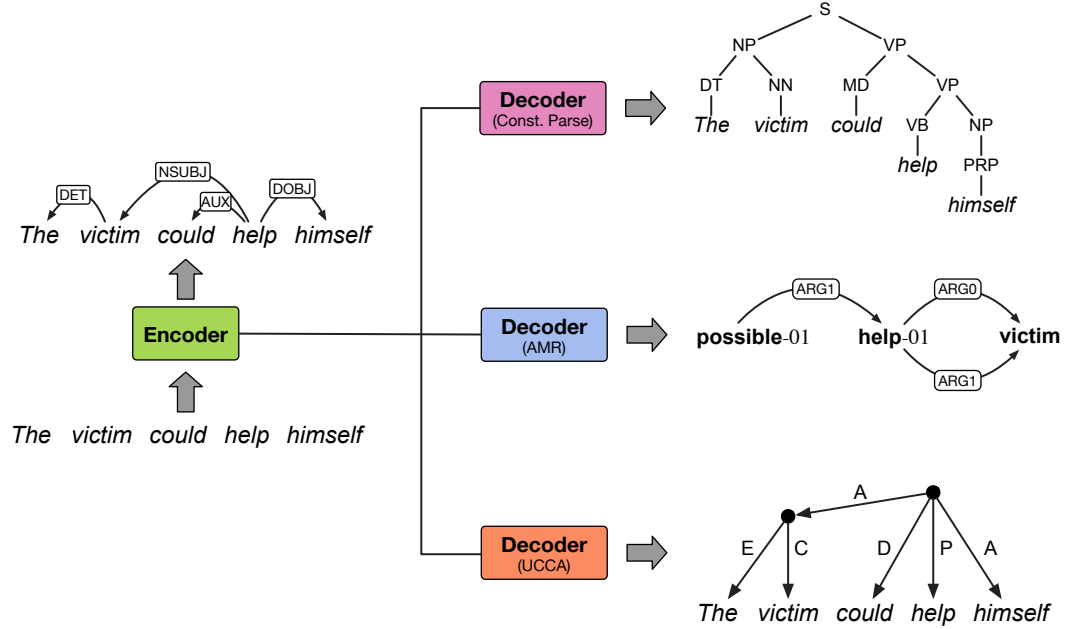 S
NP VP
DT NN MD VP
The victim could VB NP
help PRP
himself
Decoder
(Const. Parse)
DET NSUBJ AUX DOBJ
The victim could help himself
Encoder
The victim could help himself
Decoder
(AMR)
ARG1 ARG0
possible-01 help-01 victim
ARG1
Decoder
(UCCA)
A
E C D P A
The victim could help himself